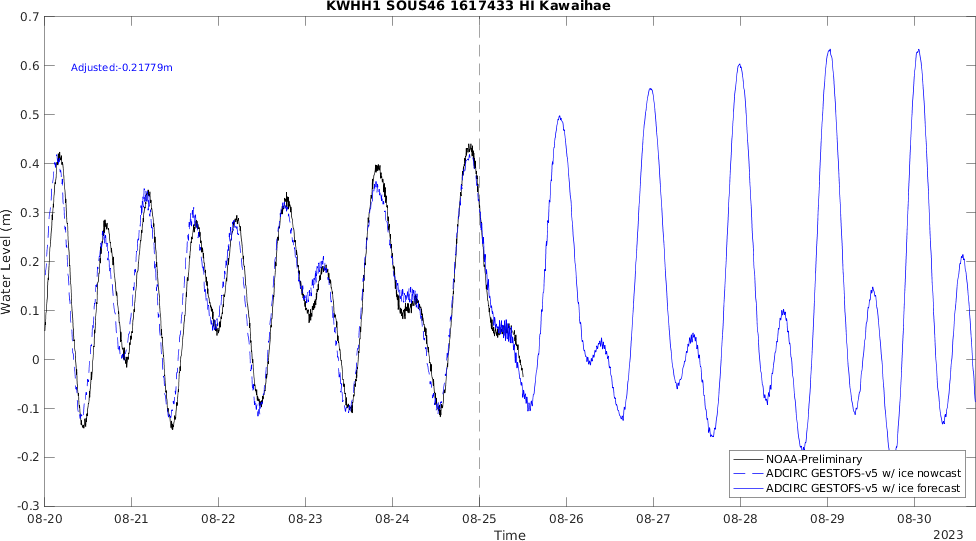 KWHH1 SOUS46 1617433 HI Kawaihae
Adjusted:-0.21779m
Water Level (m)
0.7
0.6
0.5
0.4
0.3
0.2
0.1
0
-0.1
-0.2
-0.3
NOAA-Preliminary
ADCIRC GESTOFS-v5 w/ ice nowcast
ADCIRC GESTOFS-v5 w/ ice forecast
08-20 08-21 08-22 08-23 08-24 08-25 08-26 08-27 08-28 08-29 08-30
Time
2023